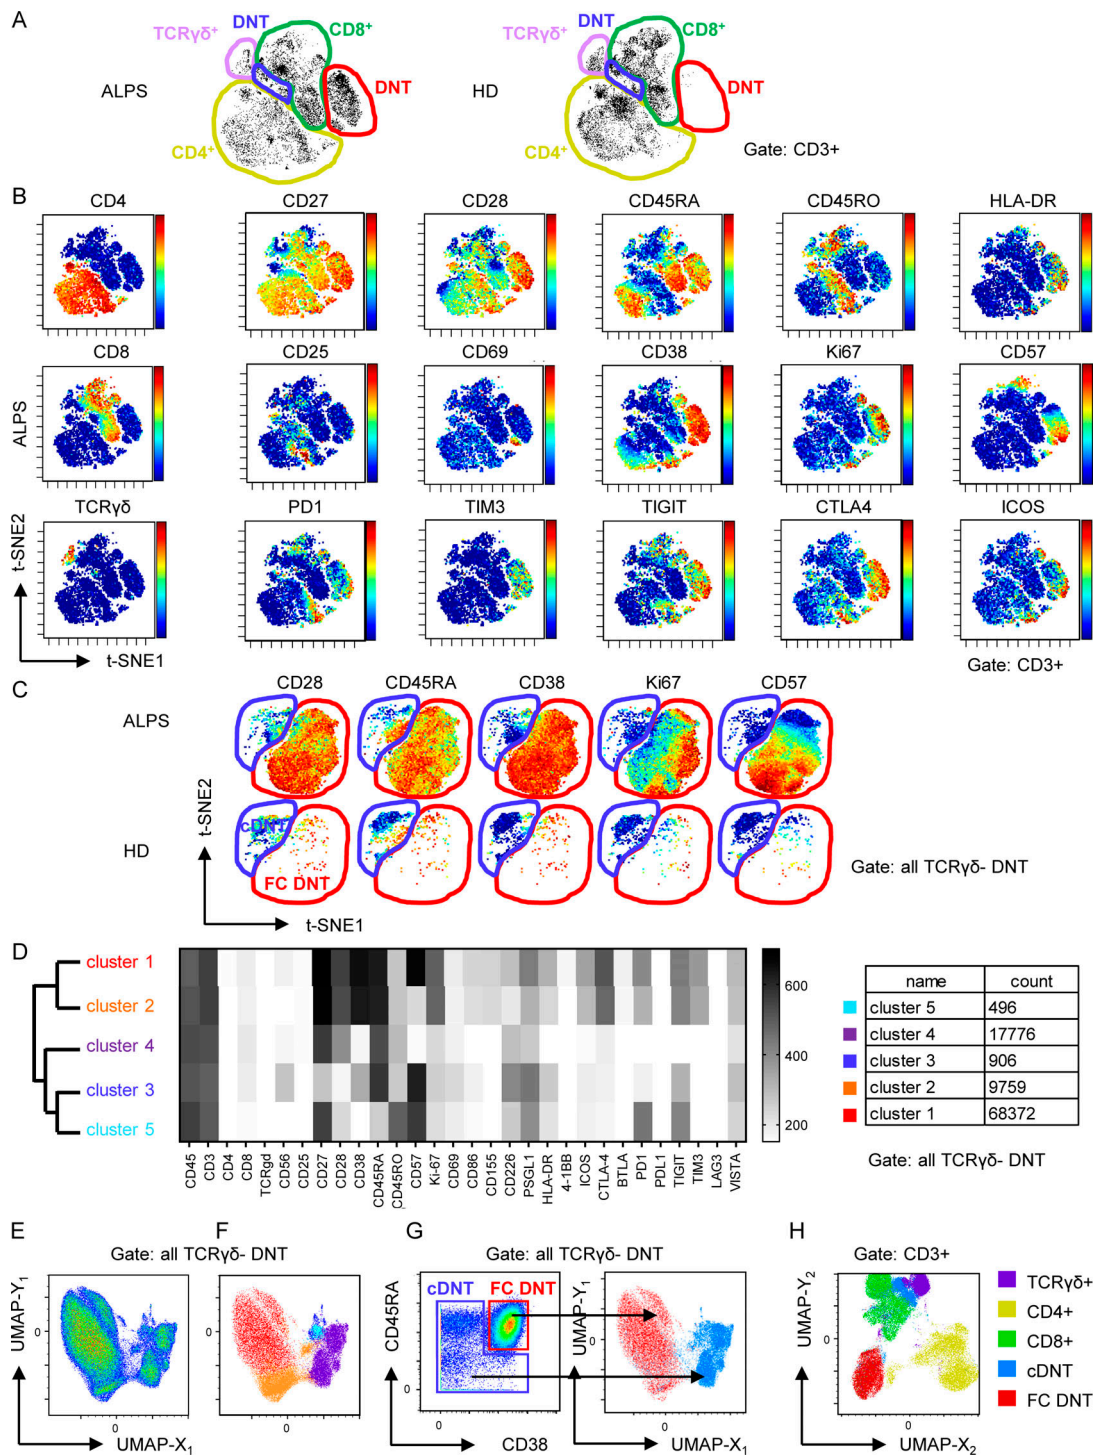 A
TCRγδ+
DNT
CD8+
ALPS
DNT
CD4+
TCRγδ+
DNT
CD8+
HD
DNT
CD4+
Gate: CD3+
B
CD4
CD27
CD28
CD45RA
CD45RO
HLA-DR
CD8
CD25
CD69
CD38
Ki67
CD57
ALPS
TCRγδ
PD1
TIM3
TIGIT
CTLA4
ICOS
t-SNE2
t-SNE1
Gate: CD3+
C
CD28
CD45RA
CD38
Ki67
CD57
ALPS
t-SNE2
cDNT
HD
FC DNT
Gate: all TCRγδ- DNT
t-SNE1
D
cluster 1
cluster 2
cluster 4
cluster 3
cluster 5
600
400
200
CD45
CD3
CD4
CD8
TCRgd
CD56
CD25
CD27
CD28
CD38
CD45RA
CD45RO
CD57
Ki-67
CD69
CD86
CD155
CD226
PSGL1
HLA-DR
4-1BB
ICOS
CTLA-4
BTLA
PD1
PDL1
TIGIT
TIM3
LAG3
VISTA
name count
cluster 5 496
cluster 4 17776
cluster 3 906
cluster 2 9759
cluster 1 68372
Gate: all TCRγδ- DNT
E
F
Gate: all TCRγδ- DNT
UMAP-Y1
0
0
0
0
UMAP-X1
G
Gate: all TCRγδ- DNT
CD45RA
cDNT
FC DNT
0
0
CD38
UMAP-Y1
0
0
UMAP-X1
H
Gate: CD3+
UMAP-Y2
0
0
UMAP-X2
TCRγδ+
CD4+
CD8+
cDNT
FC DNT